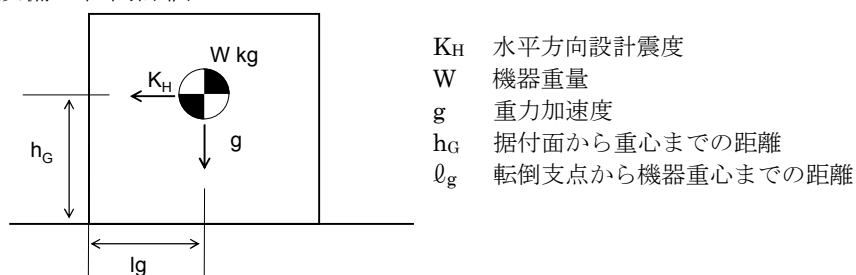 W kg
KH
g
hG
lg
KH 水平方向設計震度
W 機器重量
g 重力加速度
hG 据付面から重心までの距離
ℓg 転倒支点から機器重心までの距離